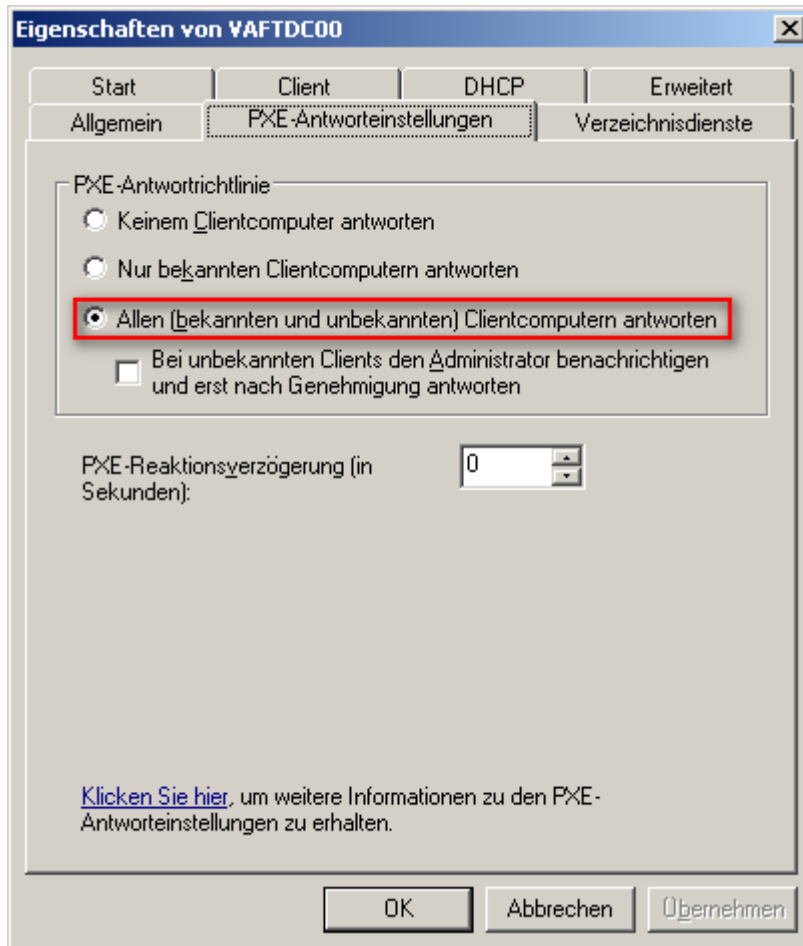 Eigenschaften von VAFTDC00
Start
Client
DHCP
Erweitert
Allgemein
PXE-Antworteinstellungen
Verzeichnisdienste
PXE-Antwortrichtlinie
Keinem Clientcomputer antworten
Nur bekannten Clientcomputern antworten
Allen (bekannten und unbekannten) Clientcomputern antworten
Bei unbekannten Clients den Administrator benachrichtigen
und erst nach Genehmigung antworten
PXE-Reaktionsverzögerung (in
Sekunden):
0
Klicken Sie hier, um weitere Informationen zu den PXE-
Antworteinstellungen zu erhalten.
OK
Abbrechen
Übernehmen